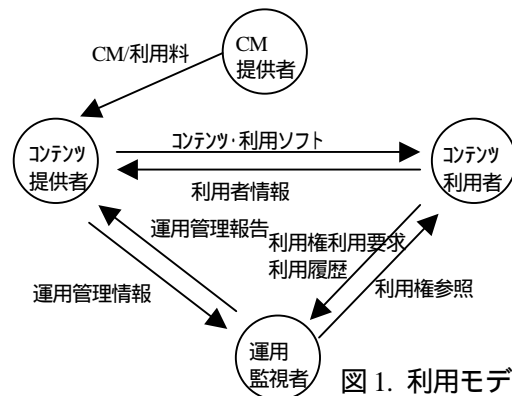 CM
提供者
CM/利用料
コンテンツ
提供者
コンテンツ・利用ソフト
利用者情報
コンテンツ
利用者
運用管理報告
利用権利用要求
利用履歴
運用管理情報
利用権参照
運用
監視者
図1. 利用モデ